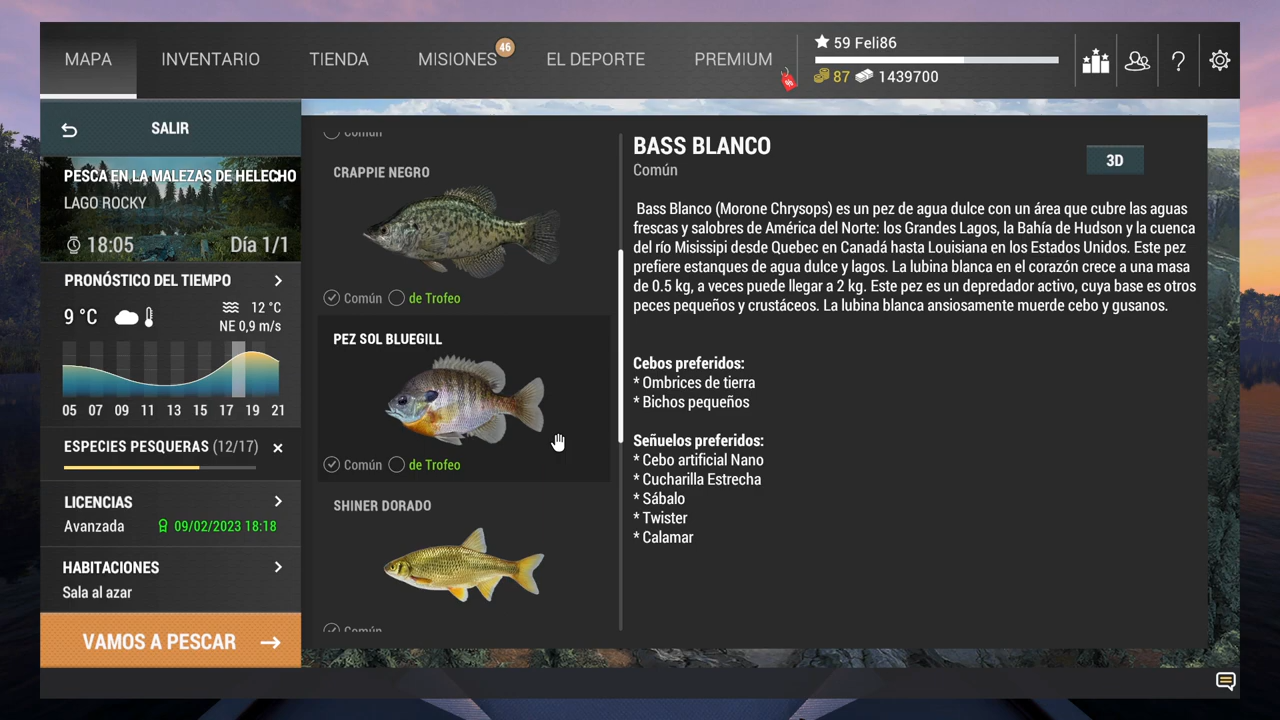 MAPA
INVENTARIO
TIENDA
MISIONES
46
EL DEPORTE
PREMIUM
%
59 Feli86
87
1439700
?
SALIR
PESCA EN LA MALEZAS DE HELECHO
LAGO ROCKY
18:05
Día 1/1
PRONÓSTICO DEL TIEMPO
9 °C
12 °C
NE 0,9 m/s
05 07 09 11 13 15 17 19 21
ESPECIES PESQUERAS (12/17)
LICENCIAS
Avanzada
09/02/2023 18:18
HABITACIONES
Sala al azar
VAMOS A PESCAR
Común
CRAPPIE NEGRO
Común de Trofeo
PEZ SOL BLUEGILL
Común de Trofeo
SHINER DORADO
Común
BASS BLANCO
Común
3D
Bass Blanco (Morone Chrysops) es un pez de agua dulce con un área que cubre las aguas
frescas y salobres de América del Norte: los Grandes Lagos, la Bahía de Hudson y la cuenca
del río Misisipi desde Quebec en Canadá hasta Louisiana en los Estados Unidos. Este pez
prefiere estanques de agua dulce y lagos. La lubina blanca en el corazón crece a una masa
de 0.5 kg, a veces puede llegar a 2 kg. Este pez es un depredador activo, cuya base es otros
peces pequeños y crustáceos. La lubina blanca ansiosamente muerde cebo y gusanos.
Cebos preferidos:
* Ombrices de tierra
* Bichos pequeños
Señuelos preferidos:
* Cebo artificial Nano
* Cucharilla Estrecha
* Sábalo
* Twister
* Calamar